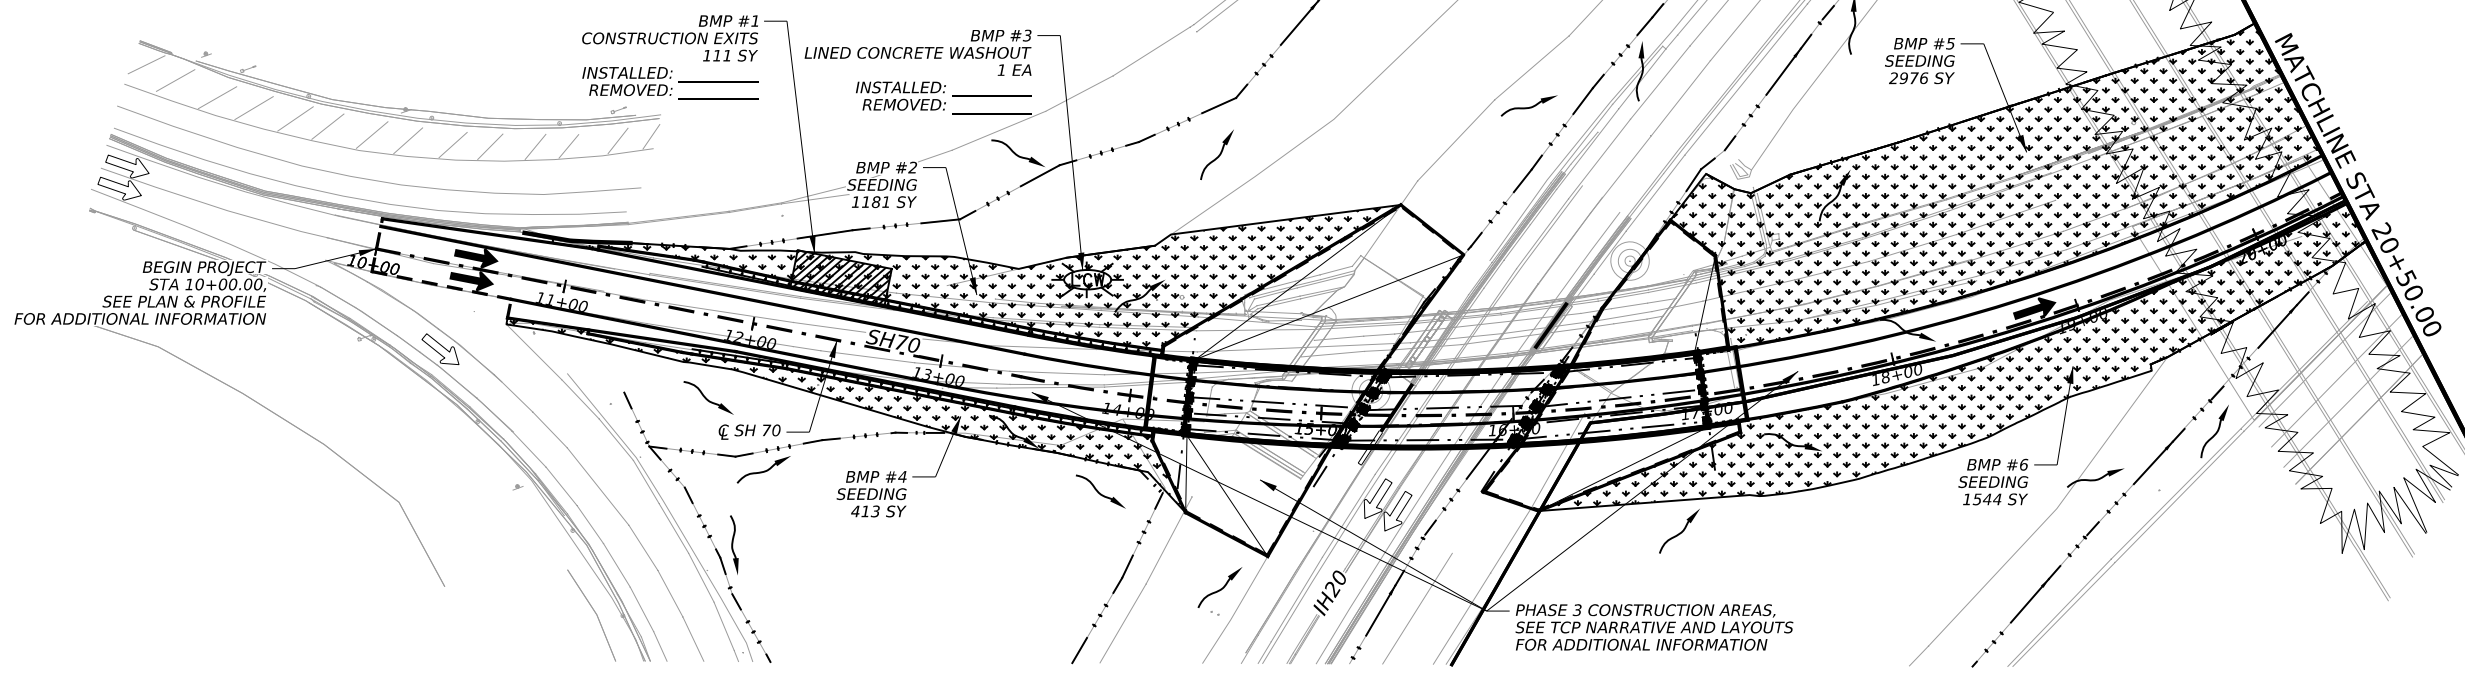 BMP #1
CONSTRUCTION EXITS
111 SY
INSTALLED:
REMOVED:
BMP #3
LINED CONCRETE WASHOUT
1 EA
INSTALLED:
REMOVED:
BMP #2
SEEDING
1181 SY
BMP #5
SEEDING
2976 SY
MATCHLINE STA 20+50.00
BEGIN PROJECT
STA 10+00.00,
SEE PLAN & PROFILE
FOR ADDITIONAL INFORMATION
10+00
11+00
12+00
SH70
13+00
14+00
15+00
16+00
17+00
18+00
19+00
20+00
LCW
℄ SH 70
BMP #4
SEEDING
413 SY
BMP #6
SEEDING
1544 SY
IH20
PHASE 3 CONSTRUCTION AREAS,
SEE TCP NARRATIVE AND LAYOUTS
FOR ADDITIONAL INFORMATION